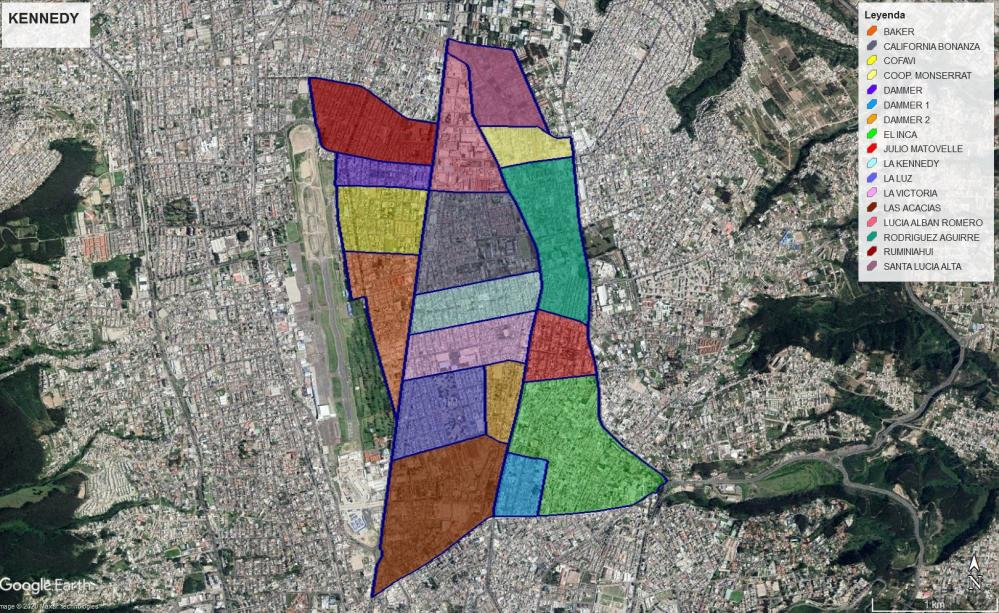 KENNEDY
Leyenda
BAKER
CALIFORNIA BONANZA
COFAVI
COOP. MONSERRAT
DAMMER
DAMMER 1
DAMMER 2
EL INCA
JULIO MATOVELLE
LA KENNEDY
LA LUZ
LA VICTORIA
LAS ACACIAS
LUCIA ALBAN ROMERO
RODRIGUEZ AGUIRRE
RUMINIAHUI
SANTA LUCIA ALTA
N
Google Earth
1 km